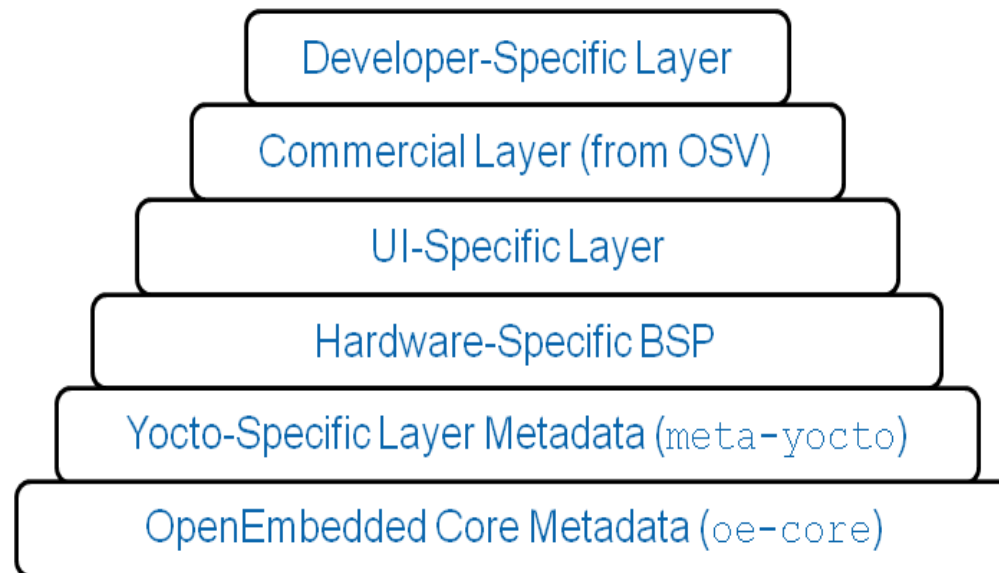 Developer-Specific Layer
Commercial Layer (from OSV)
UI-Specific Layer
Hardware-Specific BSP
Yocto-Specific Layer Metadata (meta-yocto)
OpenEmbedded Core Metadata (oe-core)